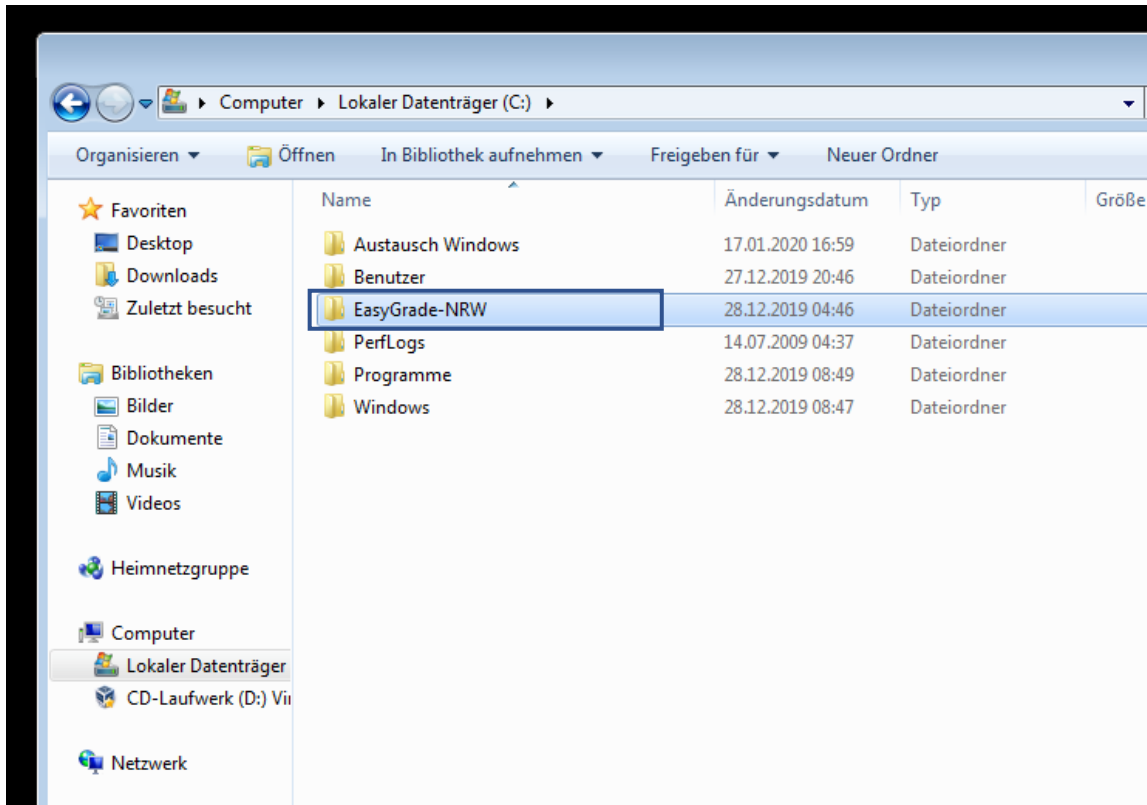 Computer Lokaler Datenträger (C:)
Organisieren Öffnen In Bibliothek aufnehmen Freigeben für Neuer Ordner
Favoriten
Desktop
Downloads
Zuletzt besucht
Bibliotheken
Bilder
Dokumente
Musik
Videos
Heimnetzgruppe
Computer
Lokaler Datenträger
CD-Laufwerk (D:) Vi
Netzwerk
Name Änderungsdatum Typ Größe
Austausch Windows 17.01.2020 16:59 Dateiordner
Benutzer 27.12.2019 20:46 Dateiordner
EasyGrade-NRW 28.12.2019 04:46 Dateiordner
PerfLogs 14.07.2009 04:37 Dateiordner
Programme 28.12.2019 08:49 Dateiordner
Windows 28.12.2019 08:47 Dateiordner